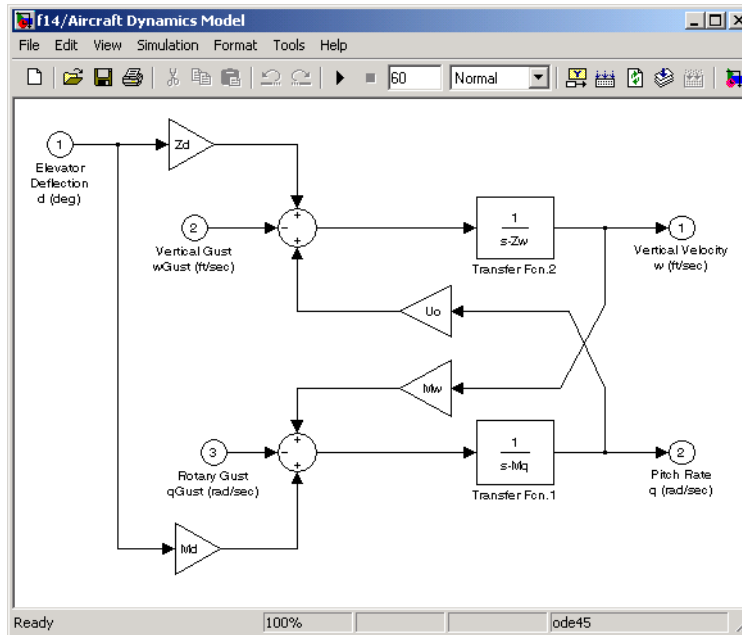 f14/Aircraft Dynamics Model
File Edit View Simulation Format Tools Help
60 Normal
1
Elevator
Deflection
d (deg)
Zd
2
Vertical Gust
wGust (ft/sec)
+
-
+
1
s-Zw
Transfer Fcn.2
1
Vertical Velocity
w (ft/sec)
Uo
Mw
3
Rotary Gust
qGust (rad/sec)
+
-
+
1
s-Mq
Transfer Fcn.1
2
Pitch Rate
q (rad/sec)
Md
Ready 100% ode45